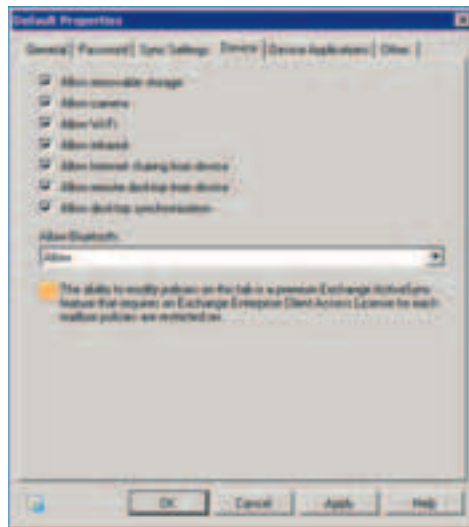 Default Properties
General Password Sync Settings Device Device Applications Other
Allow removable storage
Allow camera
Allow Wi-Fi
Allow infrared
Allow Internet sharing from device
Allow remote desktop from device
Allow desktop synchronization
Allow Bluetooth:
Allow
The ability to modify policies on this tab is a premium Exchange ActiveSync
feature that requires an Exchange Enterprise Client Access License for each
mailbox policies are restricted on.
OK Cancel Apply Help